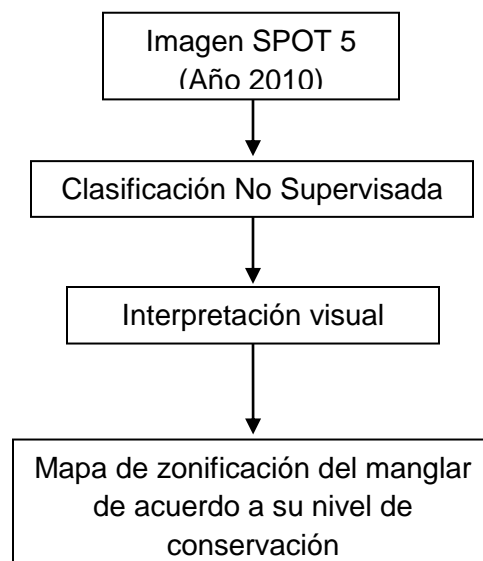 Imagen SPOT 5
(Año 2010)
Clasificación No Supervisada
Interpretación visual
Mapa de zonificación del manglar
de acuerdo a su nivel de
conservación